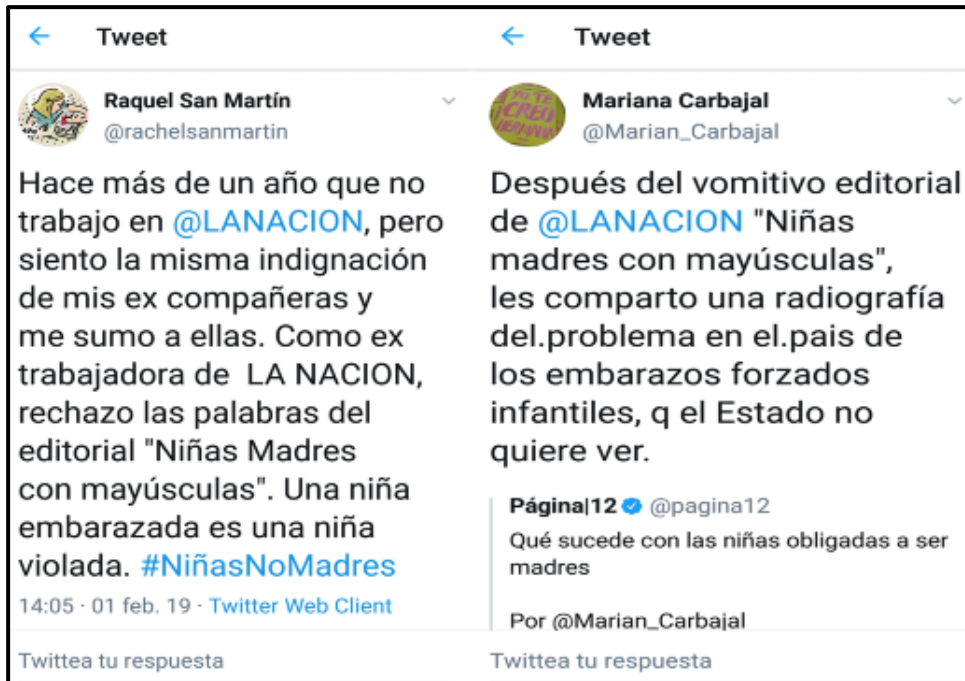 Tweet
Raquel San Martín
@rachelsanmartin
Hace más de un año que no
trabajo en @LANACION, pero
siento la misma indignación
de mis ex compañeras y
me sumo a ellas. Como ex
trabajadora de LA NACION,
rechazo las palabras del
editorial "Niñas Madres
con mayúsculas". Una niña
embarazada es una niña
violada. #NiñasNoMadres
14:05 · 01 feb. 19 · Twitter Web Client
Twittea tu respuesta
Tweet
YO TE
CREO
HERMANA
Mariana Carbajal
@Marian_Carbajal
Después del vomitivo editorial
de @LANACION "Niñas
madres con mayúsculas",
les comparto una radiografía
del.problema en el.pais de
los embarazos forzados
infantiles, q el Estado no
quiere ver.
Página|12 @pagina12
Qué sucede con las niñas obligadas a ser
madres
Por @Marian_Carbajal
Twittea tu respuesta